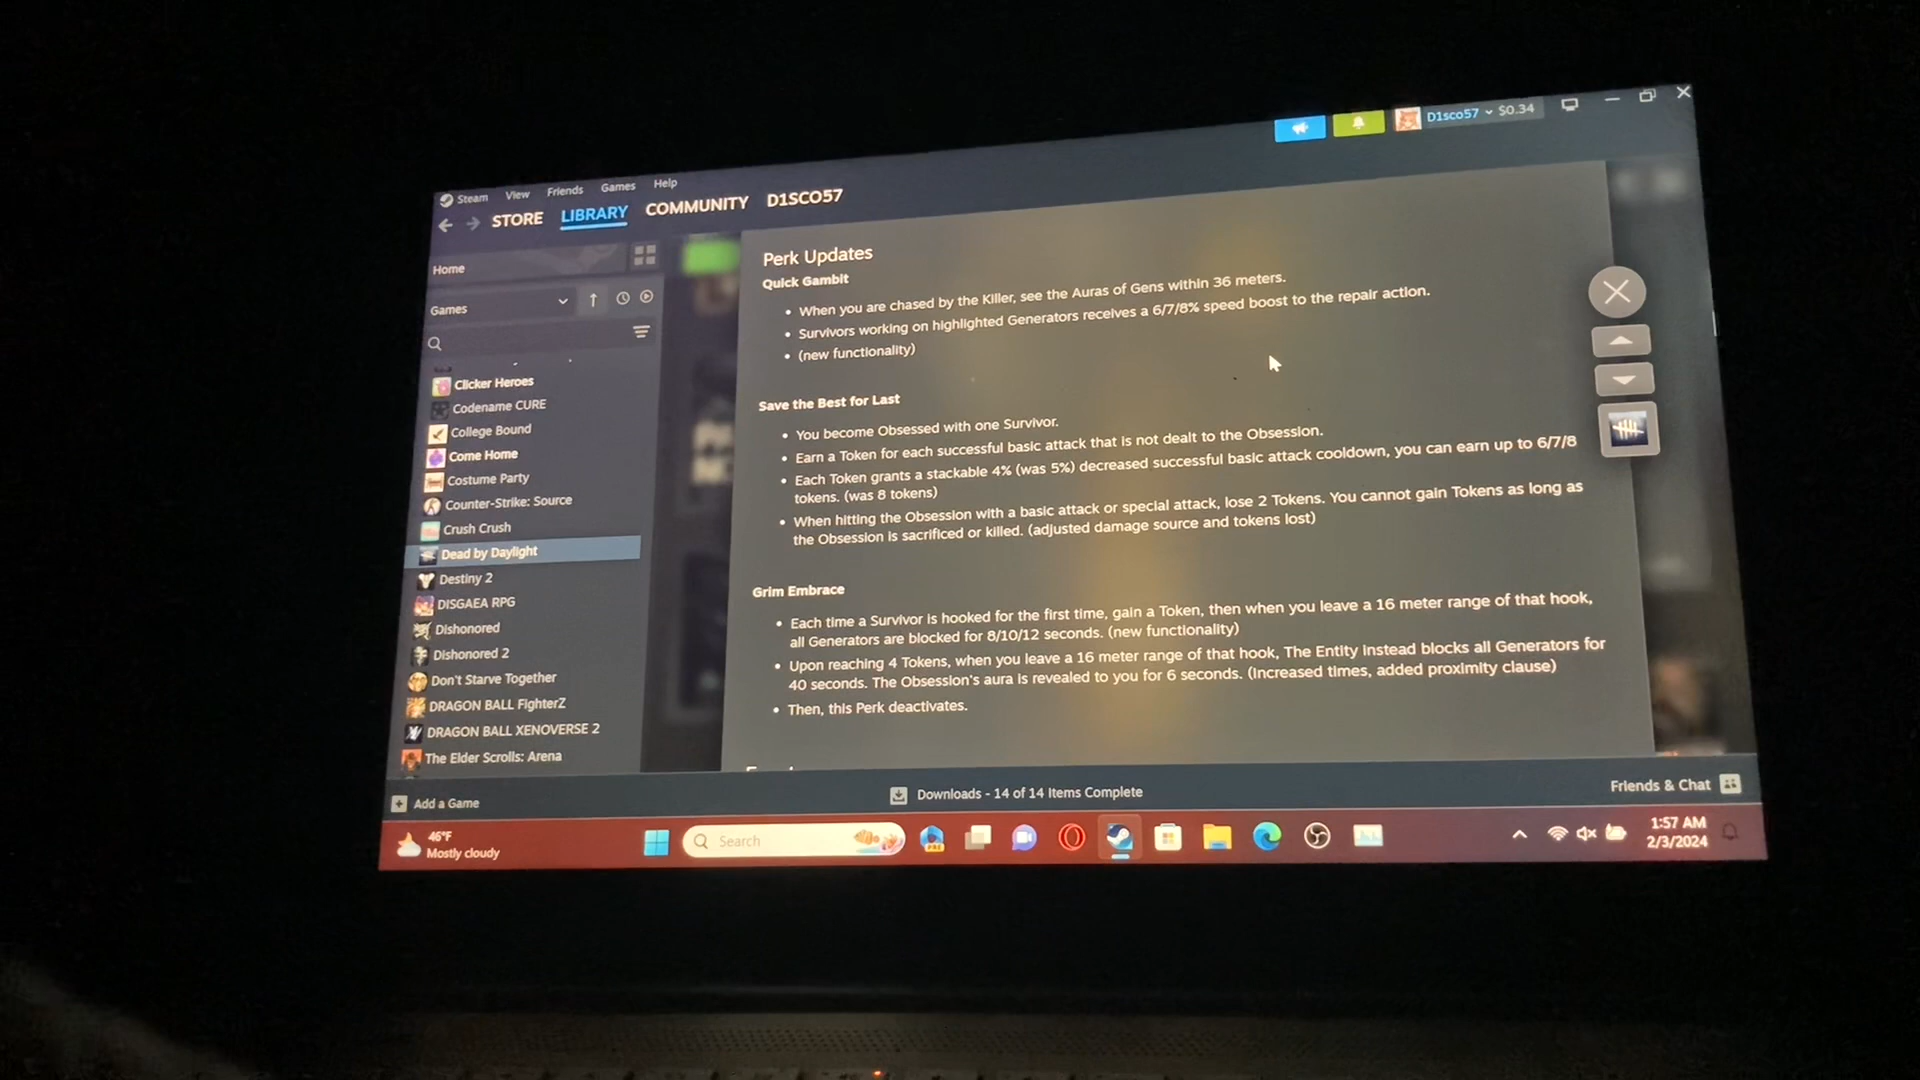 D1sco57 $0.34
Steam View Friends Games Help
STORE LIBRARY COMMUNITY D1SCO57
Home
Games
Clicker Heroes
Codename CURE
College Bound
Come Home
Costume Party
Counter-Strike: Source
Crush Crush
Dead by Daylight
Destiny 2
DISGAEA RPG
Dishonored
Dishonored 2
Don't Starve Together
DRAGON BALL FighterZ
DRAGON BALL XENOVERSE 2
The Elder Scrolls: Arena
Perk Updates
Quick Gambit
When you are chased by the Killer, see the Auras of Gens within 36 meters.
Survivors working on highlighted Generators receives a 6/7/8% speed boost to the repair action.
(new functionality)
Save the Best for Last
You become Obsessed with one Survivor.
Earn a Token for each successful basic attack that is not dealt to the Obsession.
Each Token grants a stackable 4% (was 5%) decreased successful basic attack cooldown, you can earn up to 6/7/8
tokens. (was 8 tokens)
When hitting the Obsession with a basic attack or special attack, lose 2 Tokens. You cannot gain Tokens as long as
the Obsession is sacrificed or killed. (adjusted damage source and tokens lost)
Grim Embrace
Each time a Survivor is hooked for the first time, gain a Token, then when you leave a 16 meter range of that hook,
all Generators are blocked for 8/10/12 seconds. (new functionality)
Upon reaching 4 Tokens, when you leave a 16 meter range of that hook, The Entity instead blocks all Generators for
40 seconds. The Obsession's aura is revealed to you for 6 seconds. (increased times, added proximity clause)
Then, this Perk deactivates.
Add a Game
Downloads - 14 of 14 Items Complete
Friends & Chat
46°F
Mostly cloudy
Search
PRE
1:57 AM
2/3/2024